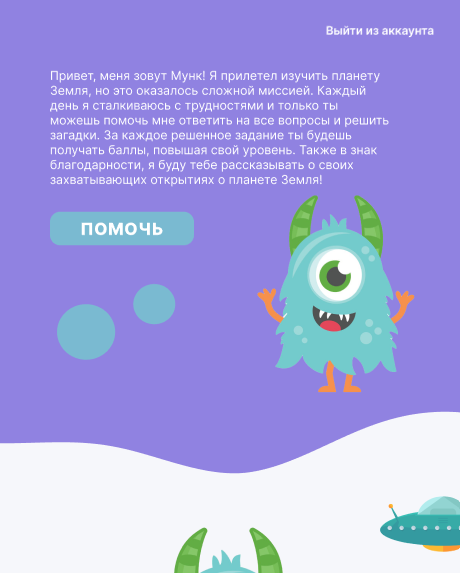 Выйти из аккаунта
Привет, меня зовут Мунк! Я прилетел изучить планету
Земля, но это оказалось сложной миссией. Каждый
день я сталкиваюсь с трудностями и только ты
можешь помочь мне ответить на все вопросы и решить
загадки. За каждое решенное задание ты будешь
получать баллы, повышая свой уровень. Также в знак
благодарности, я буду тебе рассказывать о своих
захватывающих открытиях о планете Земля!
ПОМОЧЬ